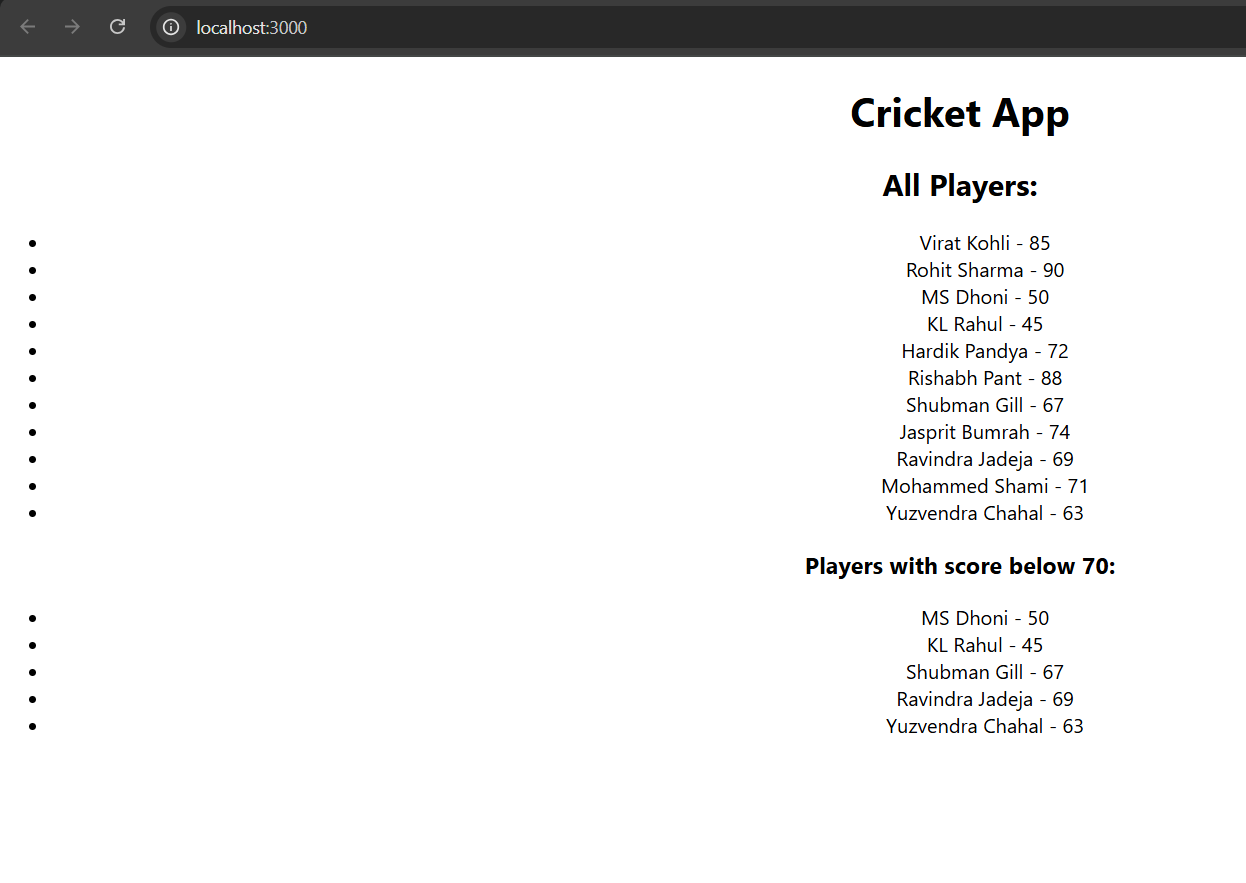 localhost:3000
Cricket App
All Players:
• Virat Kohli - 85
• Rohit Sharma - 90
• MS Dhoni - 50
• KL Rahul - 45
• Hardik Pandya - 72
• Rishabh Pant - 88
• Shubman Gill - 67
• Jasprit Bumrah - 74
• Ravindra Jadeja - 69
• Mohammed Shami - 71
• Yuzvendra Chahal - 63
Players with score below 70:
• MS Dhoni - 50
• KL Rahul - 45
• Shubman Gill - 67
• Ravindra Jadeja - 69
• Yuzvendra Chahal - 63